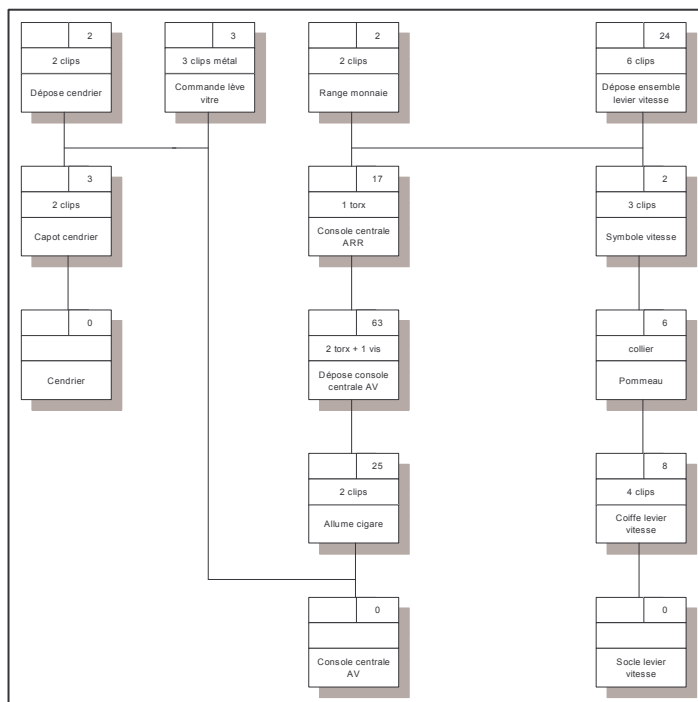 2
2 clips
Dépose cendrier
3
3 clips métal
Commande lève
vitre
2
2 clips
Range monnaie
24
6 clips
Dépose ensemble
levier vitesse
3
2 clips
Capot cendrier
17
1 torx
Console centrale
ARR
2
3 clips
Symbole vitesse
0
Cendrier
63
2 torx + 1 vis
Dépose console
centrale AV
6
collier
Pommeau
25
2 clips
Allume cigare
8
4 clips
Coiffe levier
vitesse
0
Console centrale
AV
0
Socle levier
vitesse